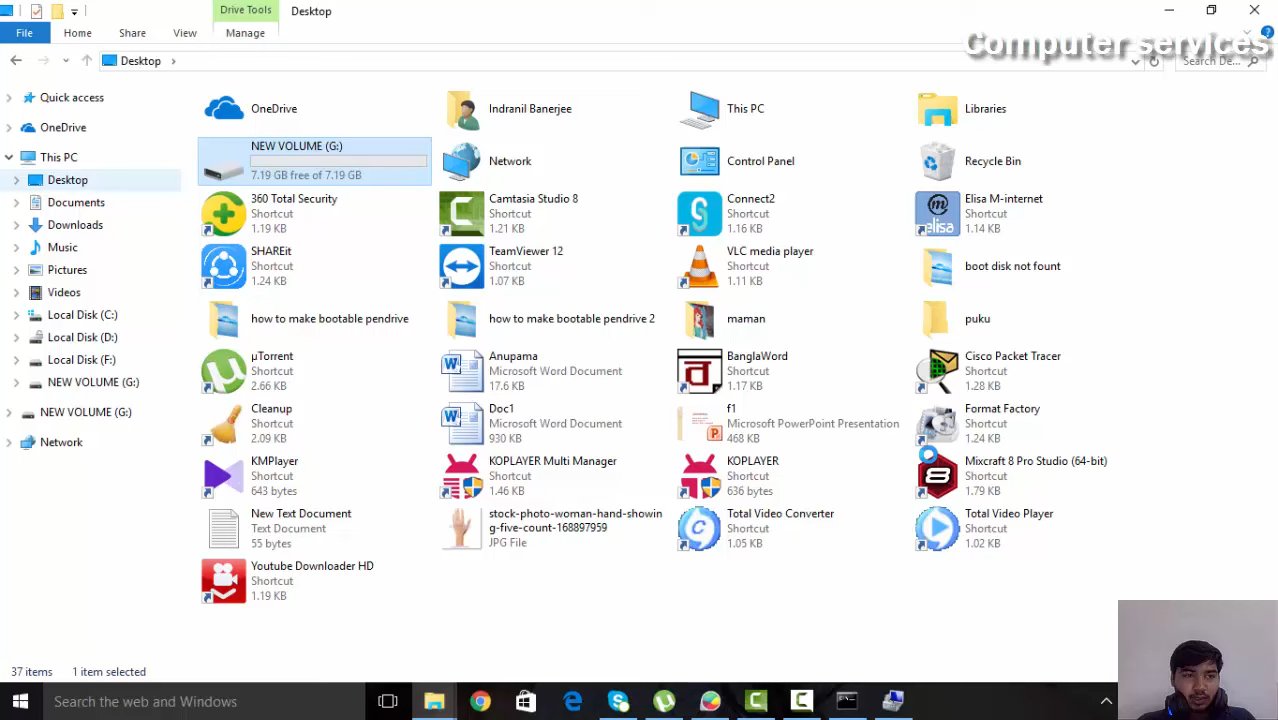 Drive Tools
Desktop
File
Home
Share
View
Manage
Computer services
Desktop
Search De...
Quick access
OneDrive
This PC
Desktop
Documents
Downloads
Music
Pictures
Videos
Local Disk (C:)
Local Disk (D:)
Local Disk (F:)
NEW VOLUME (G:)
NEW VOLUME (G:)
Network
OneDrive
Indranil Banerjee
This PC
Libraries
NEW VOLUME (G:)
7.19 GB free of 7.19 GB
Network
Control Panel
Recycle Bin
360 Total Security
Shortcut
1.19 KB
Camtasia Studio 8
Shortcut
1.21 KB
Connect2
Shortcut
1.16 KB
elisa
Elisa M-internet
Shortcut
1.14 KB
SHAREit
Shortcut
1.24 KB
TeamViewer 12
Shortcut
1.07 KB
VLC media player
Shortcut
1.11 KB
boot disk not fount
how to make bootable pendrive
how to make bootable pendrive 2
maman
puku
µTorrent
2.66 KB
Anupama
Microsoft Word Document
17.6 KB
BanglaWord
Shortcut
1.17 KB
Cisco Packet Tracer
Shortcut
1.28 KB
Cleanup
Shortcut
2.09 KB
Doc1
Microsoft Word Document
930 KB
f1
Microsoft PowerPoint Presentation
468 KB
Format Factory
Shortcut
1.24 KB
KMPlayer
Shortcut
643 bytes
KOPLAYER Multi Manager
Shortcut
1.46 KB
KOPLAYER
Shortcut
636 bytes
Mixcraft 8 Pro Studio (64-bit)
Shortcut
1.79 KB
New Text Document
Text Document
55 bytes
stock-photo-woman-hand-showin
g-five-count-168897959
JPG File
Total Video Converter
Shortcut
1.05 KB
Total Video Player
Shortcut
1.02 KB
Youtube Downloader HD
Shortcut
1.19 KB
37 items
1 item selected
Search the web and Windows